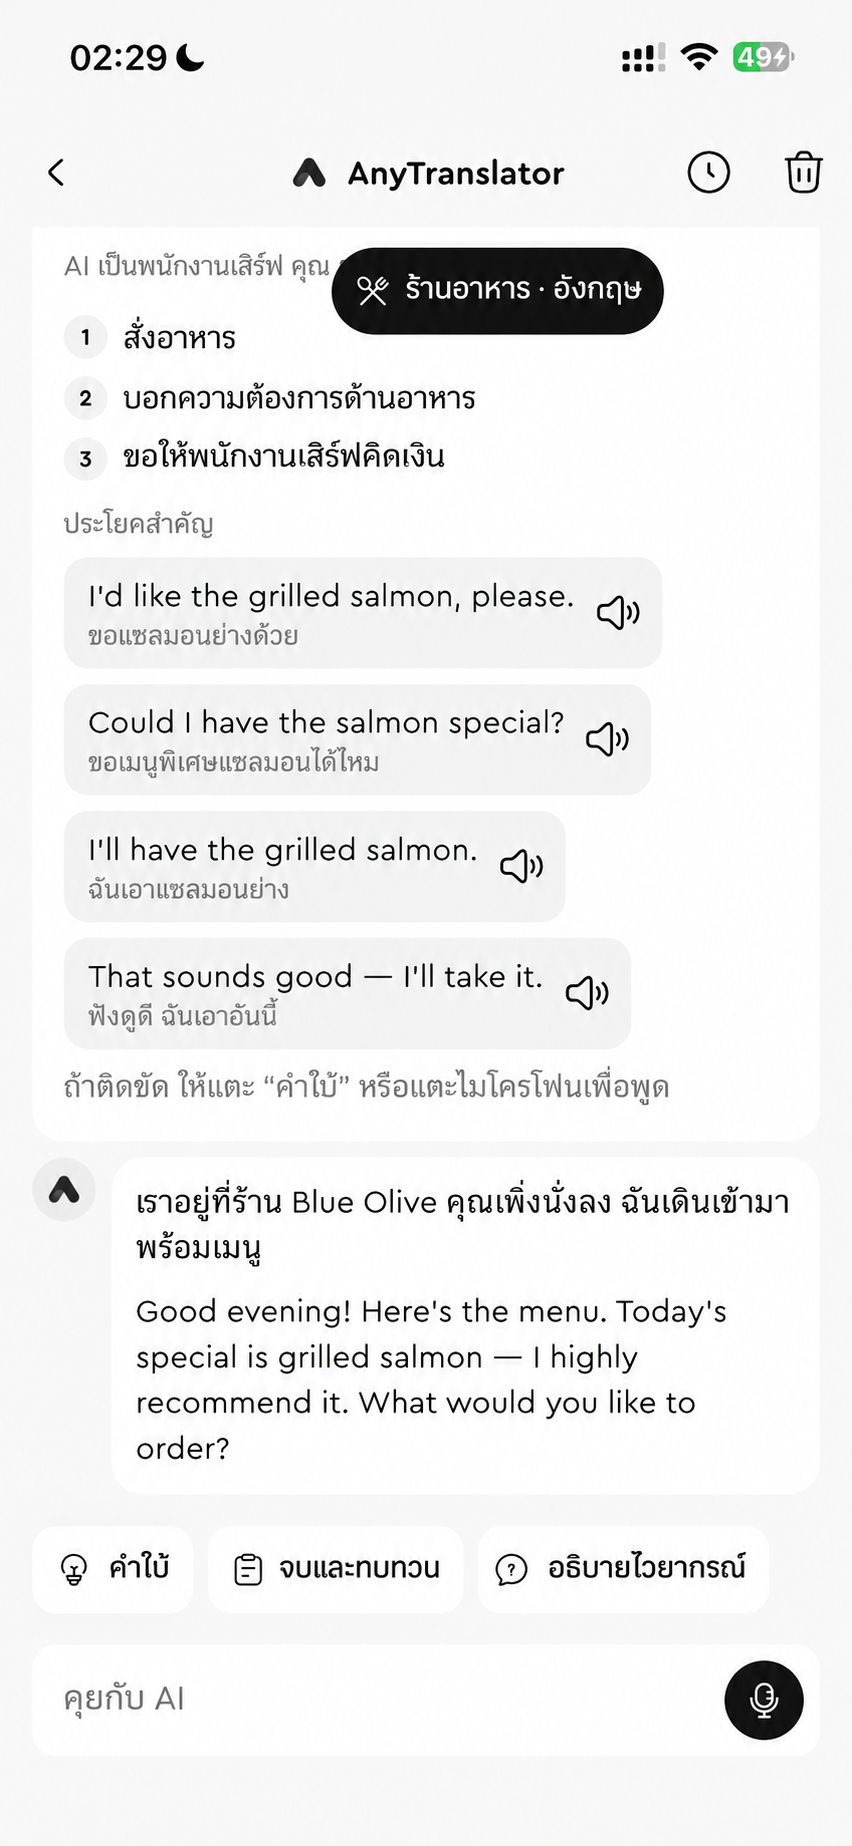 02:29
49
AnyTranslator
AI เป็นพนักงานเสิร์ฟ คุณ
ร้านอาหาร · อังกฤษ
1 สั่งอาหาร
2 บอกความต้องการด้านอาหาร
3 ขอให้พนักงานเสิร์ฟคิดเงิน
ประโยคสำคัญ
I'd like the grilled salmon, please.
ขอแซลมอนย่างด้วย
Could I have the salmon special?
ขอเมนูพิเศษแซลมอนได้ไหม
I'll have the grilled salmon.
ฉันเอาแซลมอนย่าง
That sounds good — I'll take it.
ฟังดูดี ฉันเอาอันนี้
ถ้าติดขัด ให้แตะ “คำใบ้” หรือแตะไมโครโฟนเพื่อพูด
เราอยู่ที่ร้าน Blue Olive คุณเพิ่งนั่งลง ฉันเดินเข้ามา
พร้อมเมนู
Good evening! Here's the menu. Today's
special is grilled salmon — I highly
recommend it. What would you like to
order?
คำใบ้
จบและทบทวน
อธิบายไวยากรณ์
คุยกับ AI